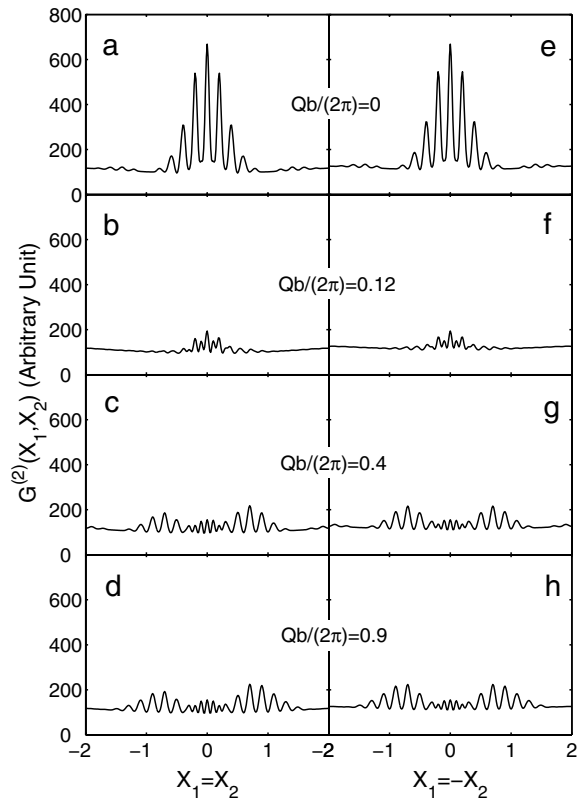 800
600
400
200
0
a
e
Qb/(2π)=0
600
400
200
0
b
f
Qb/(2π)=0.12
600
400
200
0
c
g
Qb/(2π)=0.4
600
400
200
0
d
h
Qb/(2π)=0.9
G(2)(X1,X2) (Arbitrary Unit)
−2 −1 0 1 −2 −1 0 1 2
X1=X2 X1=−X2